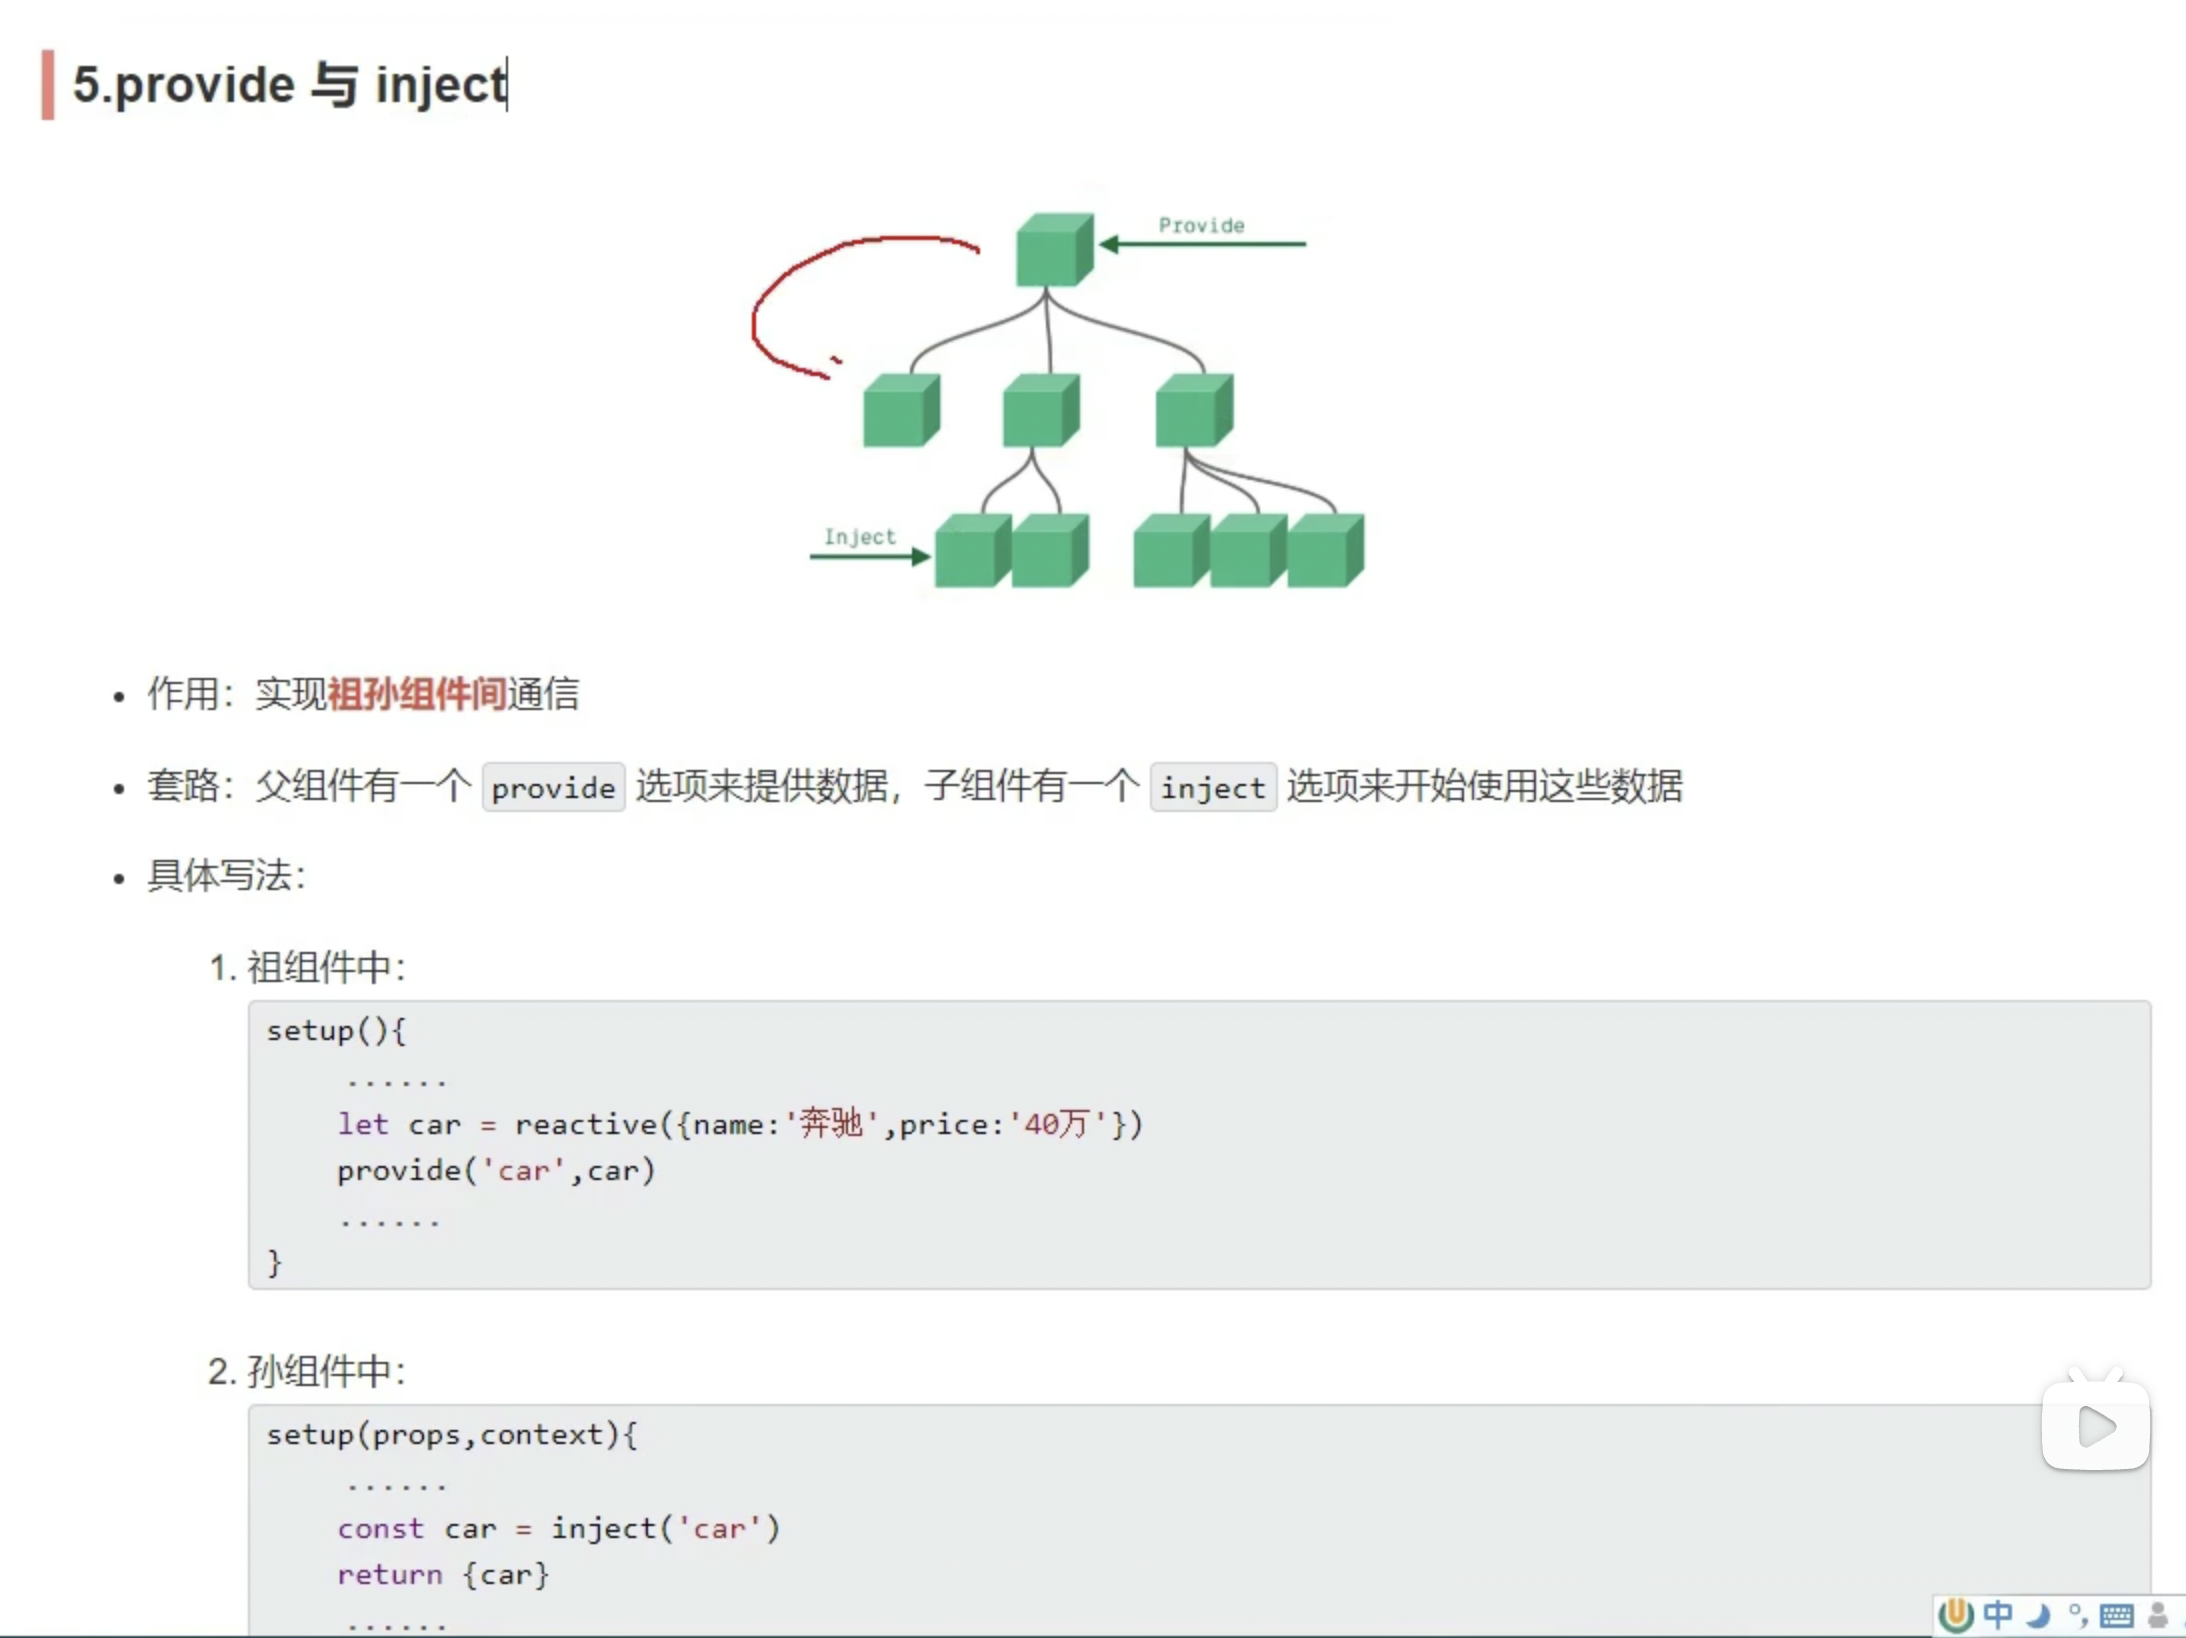 5.provide 与 inject
Provide
Inject
• 作用：实现祖孙组件间通信
• 套路：父组件有一个 provide 选项来提供数据，子组件有一个 inject 选项来开始使用这些数据
• 具体写法：
1. 祖组件中：
setup(){
......
let car = reactive({name:'奔驰',price:'40万'})
provide('car',car)
......
}
2. 孙组件中：
setup(props,context){
......
const car = inject('car')
return {car}
......
中